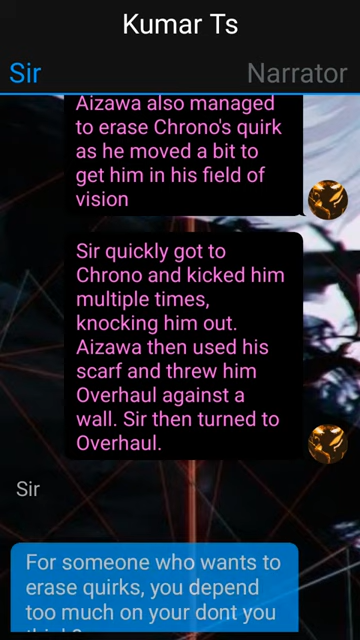 Kumar Ts
Sir Narrator
Aizawa also managed
to erase Chrono's quirk
as he moved a bit to
get him in his field of
vision
Sir quickly got to
Chrono and kicked him
multiple times,
knocking him out.
Aizawa then used his
scarf and threw him
Overhaul against a
wall. Sir then turned to
Overhaul.
Sir
For someone who wants to
erase quirks, you depend
too much on your dont you